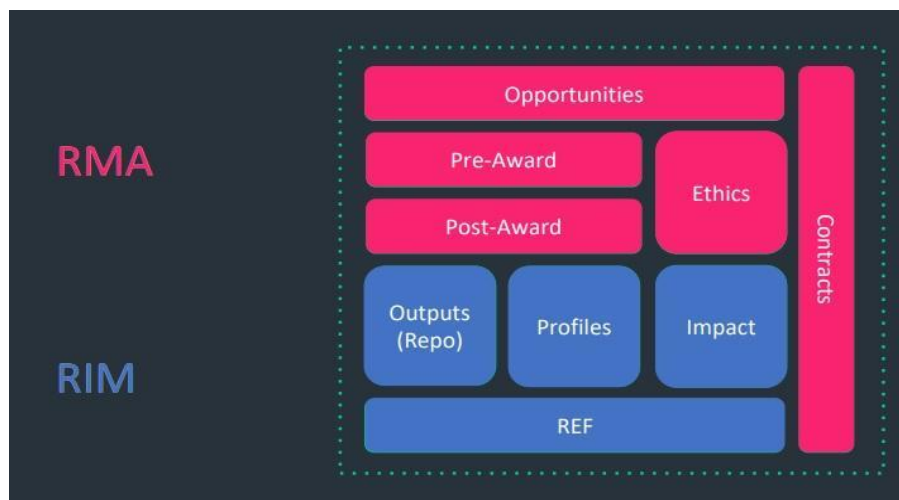 RMA
RIM
Opportunities
Pre-Award
Post-Award
Ethics
Outputs
(Repo)
Profiles
Impact
REF
Contracts